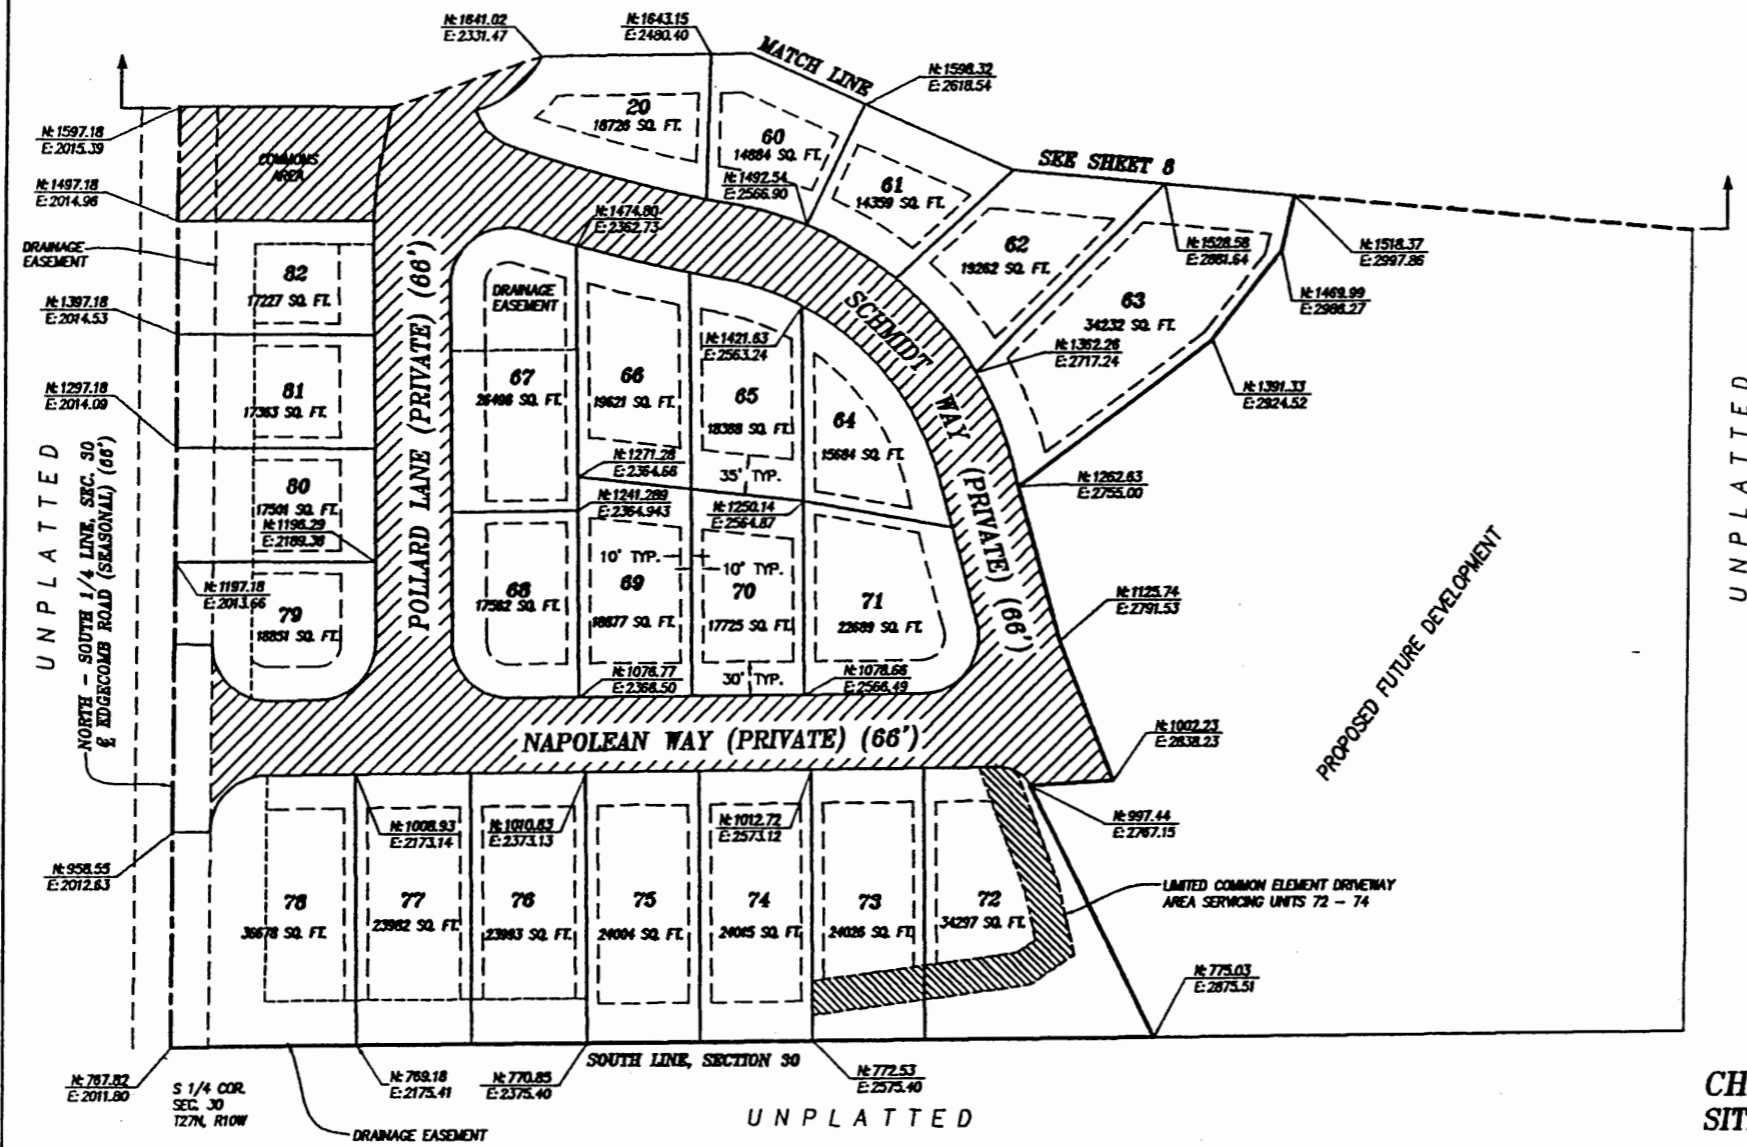 N:1641.02
E:2331.47
N:1643.15
E:2480.40
MATCH LINE
N:1598.32
E:2618.54
N:1597.18
E:2015.39
COMMONS
AREA
20
18726 SQ. FT.
60
14884 SQ. FT.
SEE SHEET 8
N:1497.18
E:2014.96
N:1492.54
E:2566.90
61
14359 SQ. FT.
N:1474.80
E:2362.73
DRAINAGE
EASEMENT
62
19262 SQ. FT.
N:1528.58
E:2881.64
N:1518.37
E:2997.86
82
17227 SQ. FT.
DRAINAGE
EASEMENT
N:1469.99
E:2986.27
N:1397.18
E:2014.53
63
34232 SQ. FT.
N:1421.63
E:2563.24
N:1362.26
E:2717.24
SCHMIDT WAY (PRIVATE) (66')
POLLARD LANE (PRIVATE) (66')
N:1297.18
E:2014.09
81
17363 SQ. FT.
67
26496 SQ. FT.
66
19621 SQ. FT.
65
18388 SQ. FT.
64
15684 SQ. FT.
N:1391.33
E:2924.52
UNPLATTED
UNPLATTED
NORTH - SOUTH 1/4 LINE, SEC. 30
℄ EDGECOMB ROAD (SEASONAL) (66')
N:1271.28
E:2364.66
35' TYP.
N:1262.63
E:2755.00
80
17501 SQ. FT.
N:1198.29
E:2189.36
N:1241.289
E:2364.943
N:1250.14
E:2564.87
10' TYP.
10' TYP.
N:1197.18
E:2013.66
79
18851 SQ. FT.
68
17562 SQ. FT.
69
18877 SQ. FT.
70
17725 SQ. FT.
71
22689 SQ. FT.
N:1125.74
E:2791.53
N:1076.77
E:2366.50
30' TYP.
N:1078.66
E:2566.49
PROPOSED FUTURE DEVELOPMENT
NAPOLEAN WAY (PRIVATE) (66')
N:1002.23
E:2838.23
N:1008.93
E:2173.14
N:1010.83
E:2373.13
N:1012.72
E:2573.12
N:997.44
E:2767.15
N:958.55
E:2012.63
78
36678 SQ. FT.
77
23982 SQ. FT.
76
23993 SQ. FT.
75
24004 SQ. FT.
74
24015 SQ. FT.
73
24026 SQ. FT.
72
34297 SQ. FT.
LIMITED COMMON ELEMENT DRIVEWAY
AREA SERVICING UNITS 72 - 74
N:775.03
E:2875.51
SOUTH LINE, SECTION 30
N:767.82
E:2011.80
S 1/4 COR.
SEC. 30
T27N, R10W
N:769.18
E:2175.41
N:770.85
E:2375.40
N:772.53
E:2575.40
UNPLATTED
DRAINAGE EASEMENT
CH
SIT